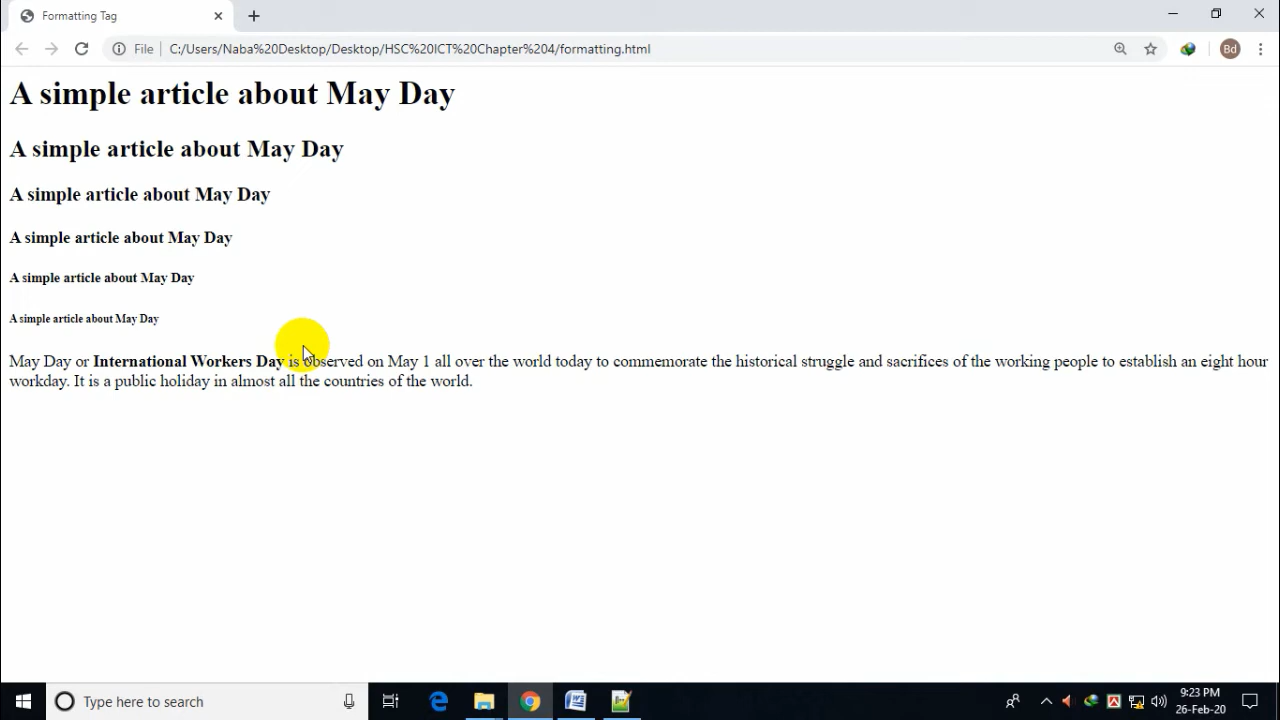 Formatting Tag
File
C:/Users/Naba%20Desktop/Desktop/HSC%20ICT%20Chapter%204/formatting.html
Bd
A simple article about May Day
A simple article about May Day
A simple article about May Day
A simple article about May Day
A simple article about May Day
A simple article about May Day
May Day or International Workers Day is observed on May 1 all over the world today to commemorate the historical struggle and sacrifices of the working people to establish an eight hour
workday. It is a public holiday in almost all the countries of the world.
Type here to search
9:23 PM
26-Feb-20